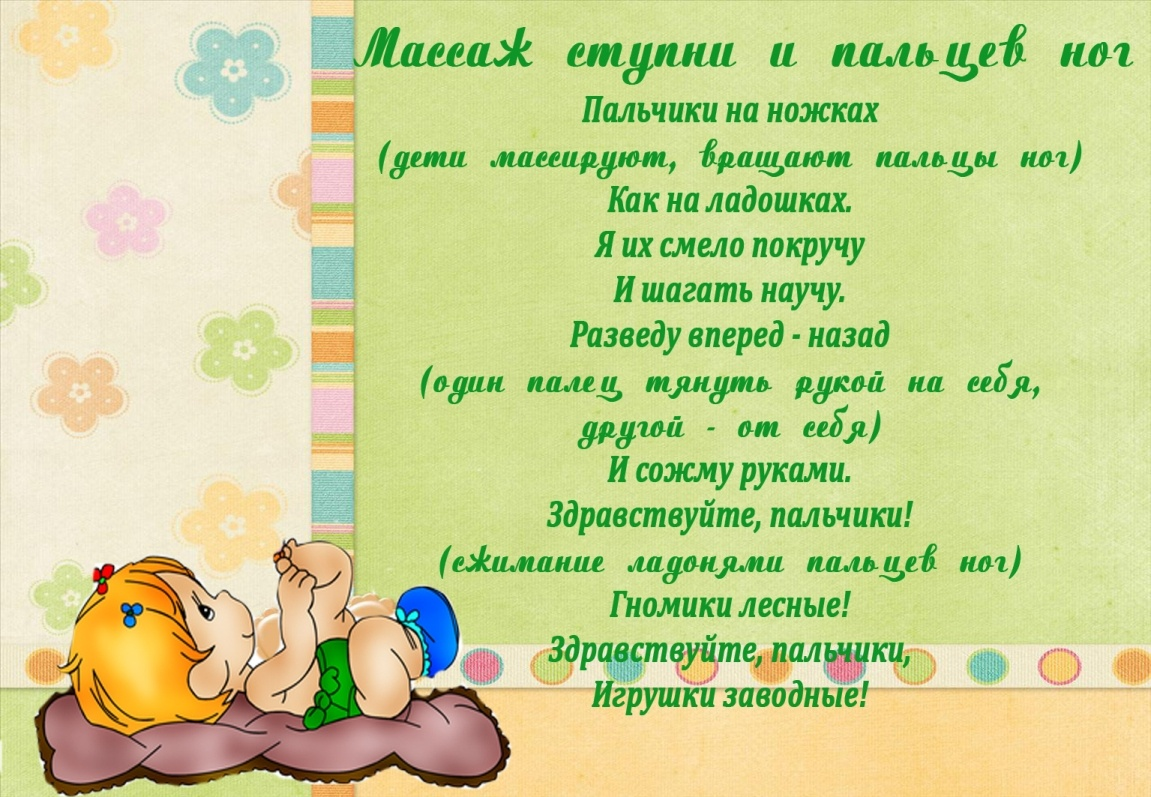 Массаж ступни и пальцев ног
Пальчики на ножках
(дети массируют, вращают пальцы ног)
Как на ладошках.
Я их смело покручу
И шагать научу.
Разведу вперед - назад
(один палец тянуть рукой на себя,
другой - от себя)
И сожму руками.
Здравствуйте, пальчики!
(сжимание ладонями пальцев ног)
Гномики лесные!
Здравствуйте, пальчики,
Игрушки заводные!